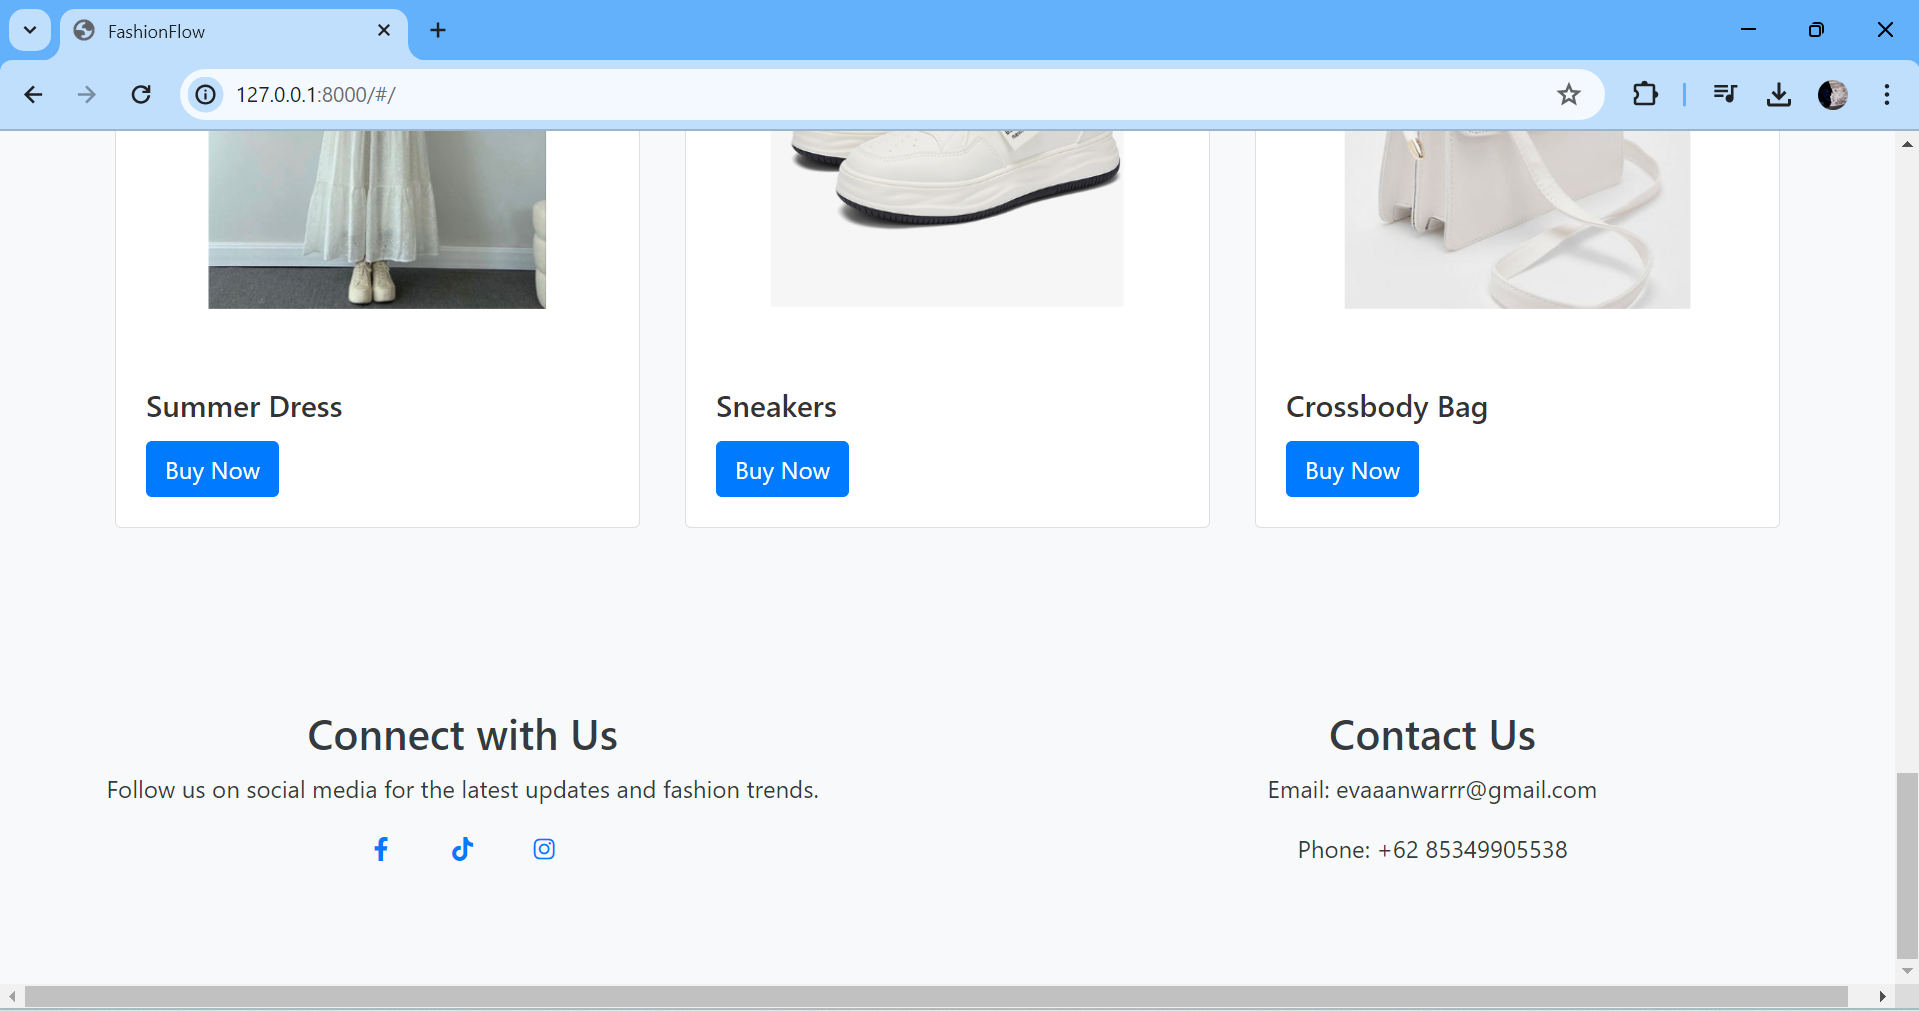 FashionFlow
127.0.0.1:8000/#/
Summer Dress
Buy Now
Sneakers
Buy Now
Crossbody Bag
Buy Now
Connect with Us
Follow us on social media for the latest updates and fashion trends.
Contact Us
Email: evaaanwarrr@gmail.com
Phone: +62 85349905538